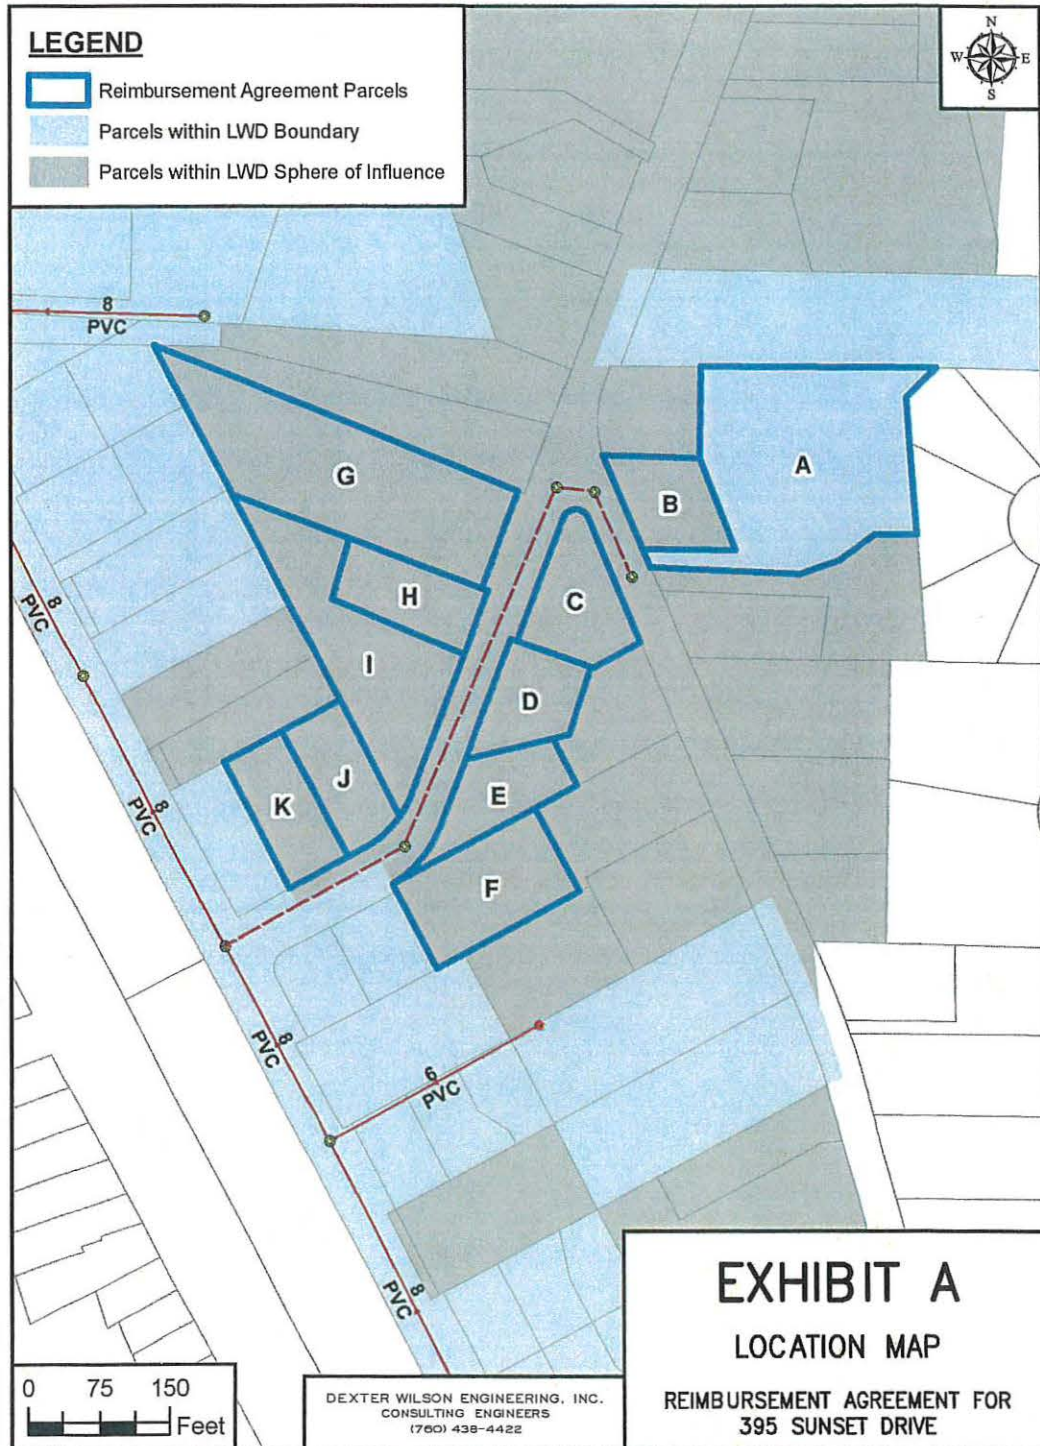 LEGEND
Reimbursement Agreement Parcels
Parcels within LWD Boundary
Parcels within LWD Sphere of Influence
N
W E
S
8
PVC
A
G
B
H
C
8
PVC
I
D
J
E
K
8
PVC
F
8
PVC
6
PVC
8
PVC
EXHIBIT A
LOCATION MAP
REIMBURSEMENT AGREEMENT FOR
395 SUNSET DRIVE
0 75 150
Feet
DEXTER WILSON ENGINEERING, INC.
CONSULTING ENGINEERS
(760) 438-4422